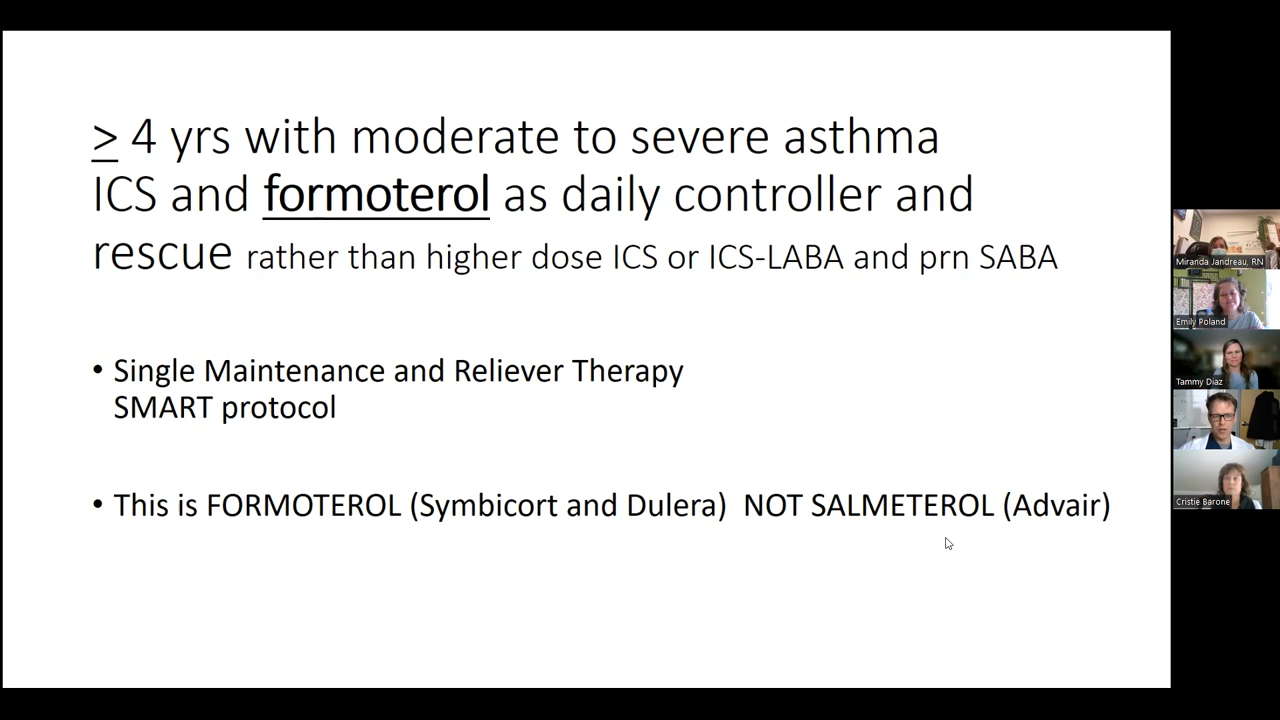 > 4 yrs with moderate to severe asthma
ICS and formoterol as daily controller and
rescue rather than higher dose ICS or ICS-LABA and prn SABA
• Single Maintenance and Reliever Therapy
SMART protocol
• This is FORMOTEROL (Symbicort and Dulera)  NOT SALMETEROL (Advair)
Miranda Jandreau, RN
Emily Poland
Tammy Diaz
Cristie Barone